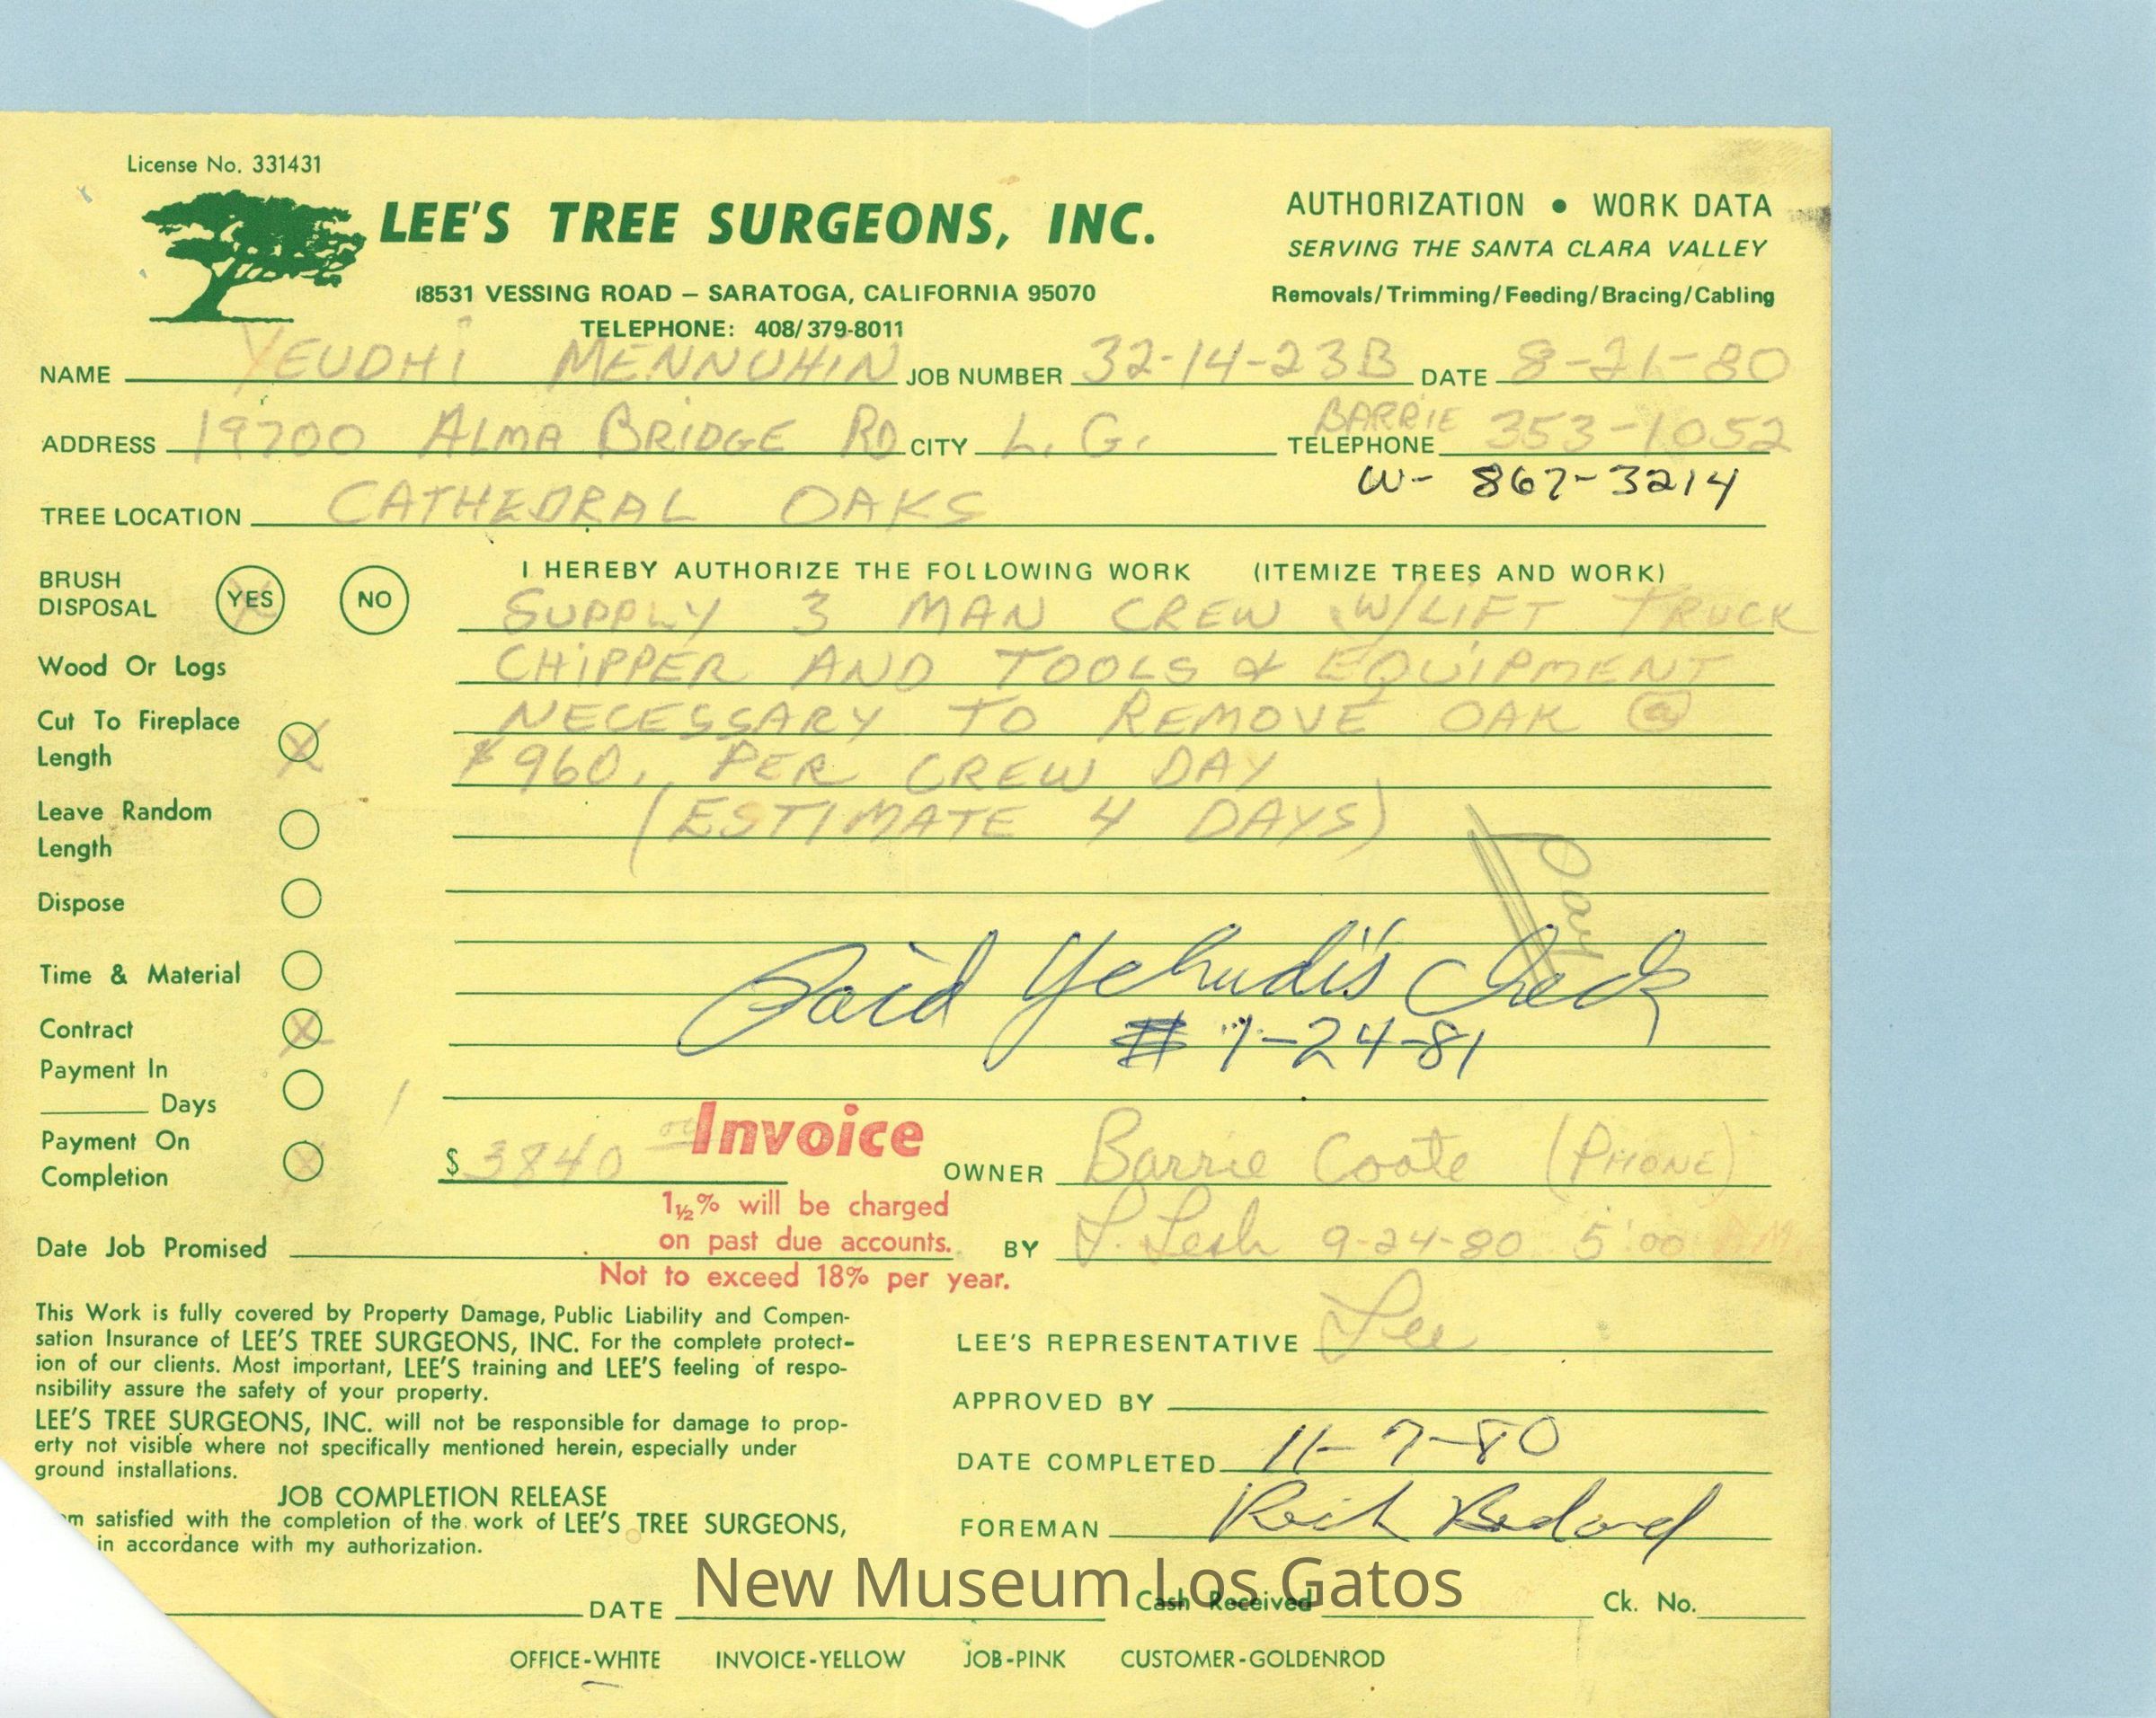 License No. 331431
LEE'S TREE SURGEONS, INC.
18531 VESSING ROAD – SARATOGA, CALIFORNIA 95070
TELEPHONE: 408/379-8011
AUTHORIZATION • WORK DATA
SERVING THE SANTA CLARA VALLEY
Removals/Trimming/Feeding/Bracing/Cabling
NAME YEUDHI MENNUHIN JOB NUMBER 32-14-23B DATE 8-21-80
ADDRESS 19700 ALMA BRIDGE RD CITY L.G. TELEPHONE BARRIE 353-1052
W- 867-3214
TREE LOCATION CATHEDRAL OAKS
BRUSH DISPOSAL YES NO
I HEREBY AUTHORIZE THE FOLLOWING WORK (ITEMIZE TREES AND WORK)
SUPPLY 3 MAN CREW W/LIFT TRUCK
CHIPPER AND TOOLS & EQUIPMENT
NECESSARY TO REMOVE OAK @
$960. PER CREW DAY
(ESTIMATE 4 DAYS)
Pay
Paid Yehudi's Check
# 1-24-81
Wood Or Logs
Cut To Fireplace
Length X
Leave Random
Length
Dispose
Time & Material
Contract X
Payment In
Days
Payment On
Completion X
$ 3840 00 Invoice
1½% will be charged
on past due accounts.
Not to exceed 18% per year.
OWNER Barrie Coate (PHONE)
Date Job Promised
BY L. Lesh 9-24-80 5:00 PM
LEE'S REPRESENTATIVE Lee
APPROVED BY
DATE COMPLETED 11-7-80
FOREMAN
This Work is fully covered by Property Damage, Public Liability and Compen-
sation Insurance of LEE'S TREE SURGEONS, INC. For the complete protect-
ion of our clients. Most important, LEE'S training and LEE'S feeling of respo-
nsibility assure the safety of your property.
LEE'S TREE SURGEONS, INC. will not be responsible for damage to prop-
erty not visible where not specifically mentioned herein, especially under
ground installations.
JOB COMPLETION RELEASE
m satisfied with the completion of the work of LEE'S TREE SURGEONS,
in accordance with my authorization.
DATE Cash Received Ck. No.
New Museum Los Gatos
OFFICE-WHITE INVOICE-YELLOW JOB-PINK CUSTOMER-GOLDENROD